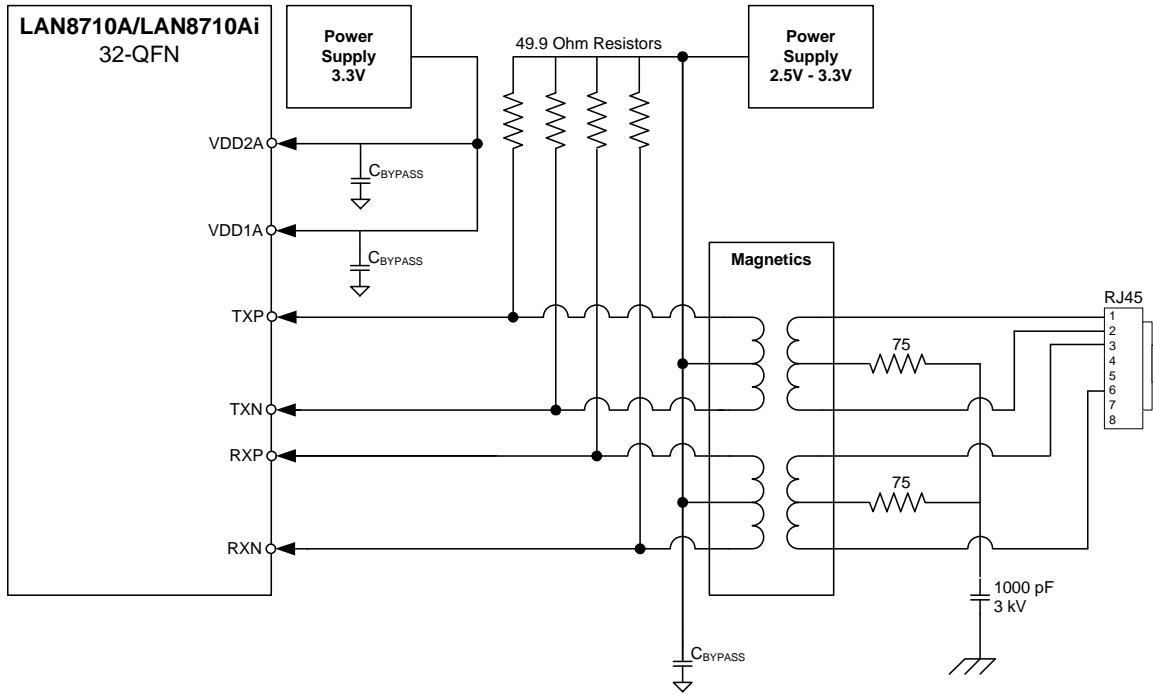 LAN8710A/LAN8710Ai
32-QFN
Power
Supply
3.3V
49.9 Ohm Resistors
Power
Supply
2.5V - 3.3V
VDD2A
CBYPASS
VDD1A
CBYPASS
Magnetics
TXP
RJ45
1
2
3
4
5
6
7
8
75
TXN
RXP
75
RXN
1000 pF
3 kV
CBYPASS